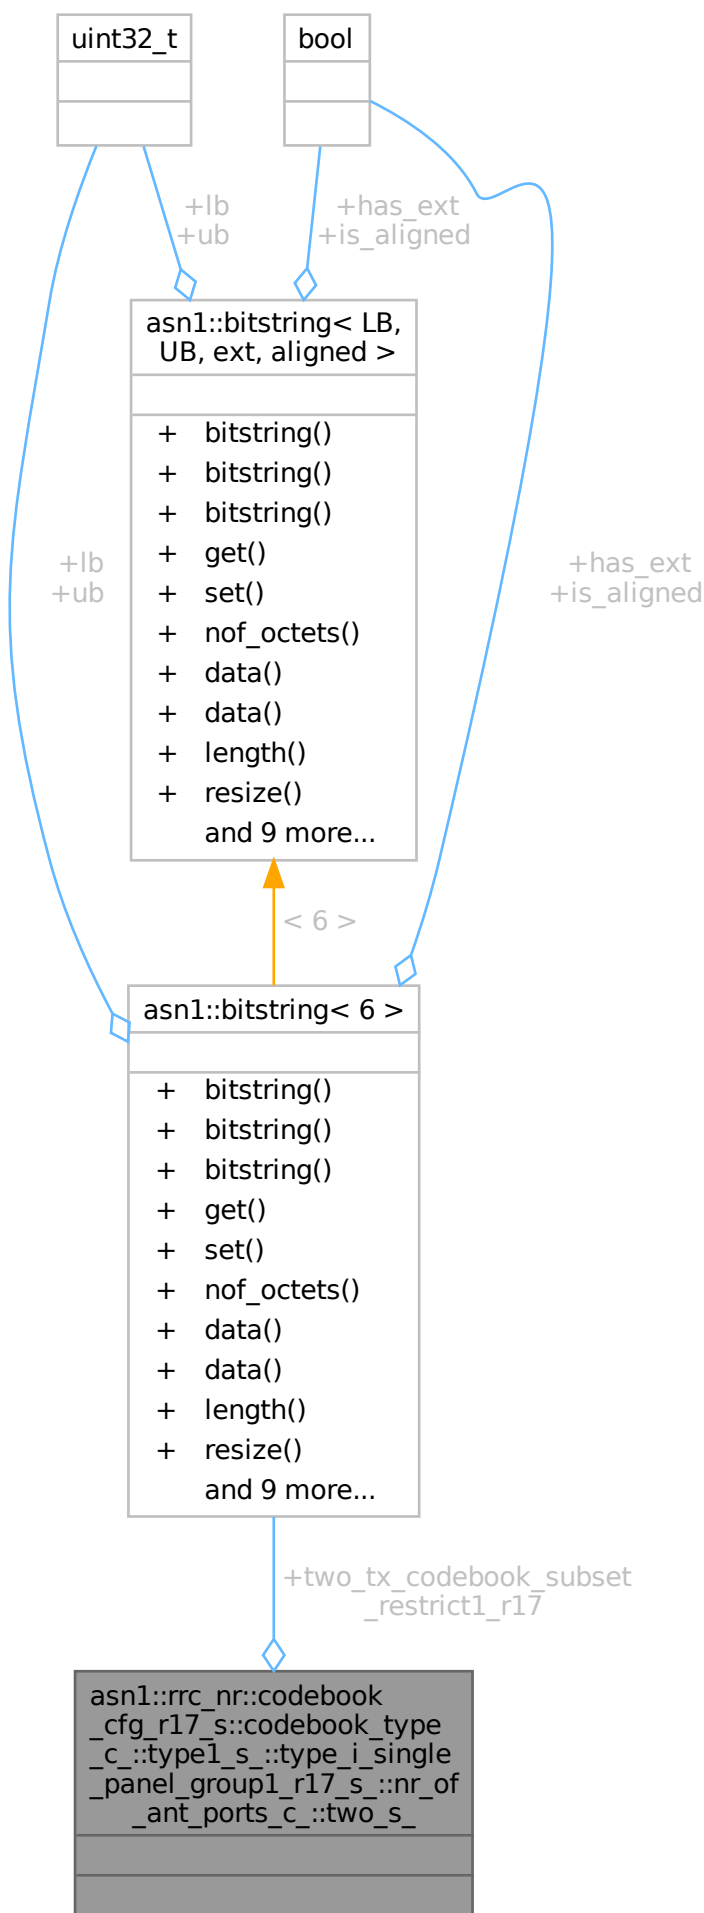 uint32_t
bool
+lb
+ub
+has_ext
+is_aligned
asn1::bitstring< LB,
UB, ext, aligned >
+ bitstring()
+ bitstring()
+ bitstring()
+ get()
+ set()
+ nof_octets()
+ data()
+ data()
+ length()
+ resize()
and 9 more...
+lb
+ub
+has_ext
+is_aligned
< 6 >
asn1::bitstring< 6 >
+ bitstring()
+ bitstring()
+ bitstring()
+ get()
+ set()
+ nof_octets()
+ data()
+ data()
+ length()
+ resize()
and 9 more...
+two_tx_codebook_subset
_restrict1_r17
asn1::rrc_nr::codebook
_cfg_r17_s::codebook_type
_c_::type1_s_::type_i_single
_panel_group1_r17_s_::nr_of
_ant_ports_c_::two_s_